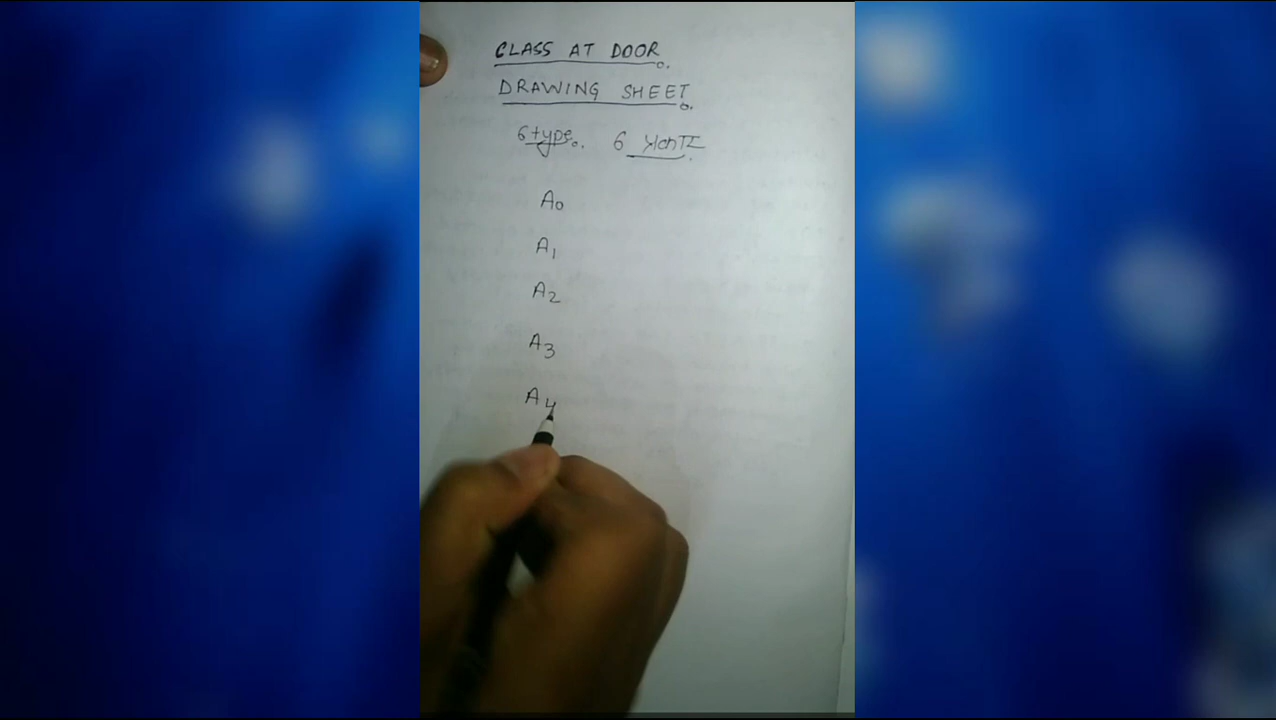 CLASS AT DOOR
DRAWING SHEET
6 type. 6
A0
A1
A2
A3
A4